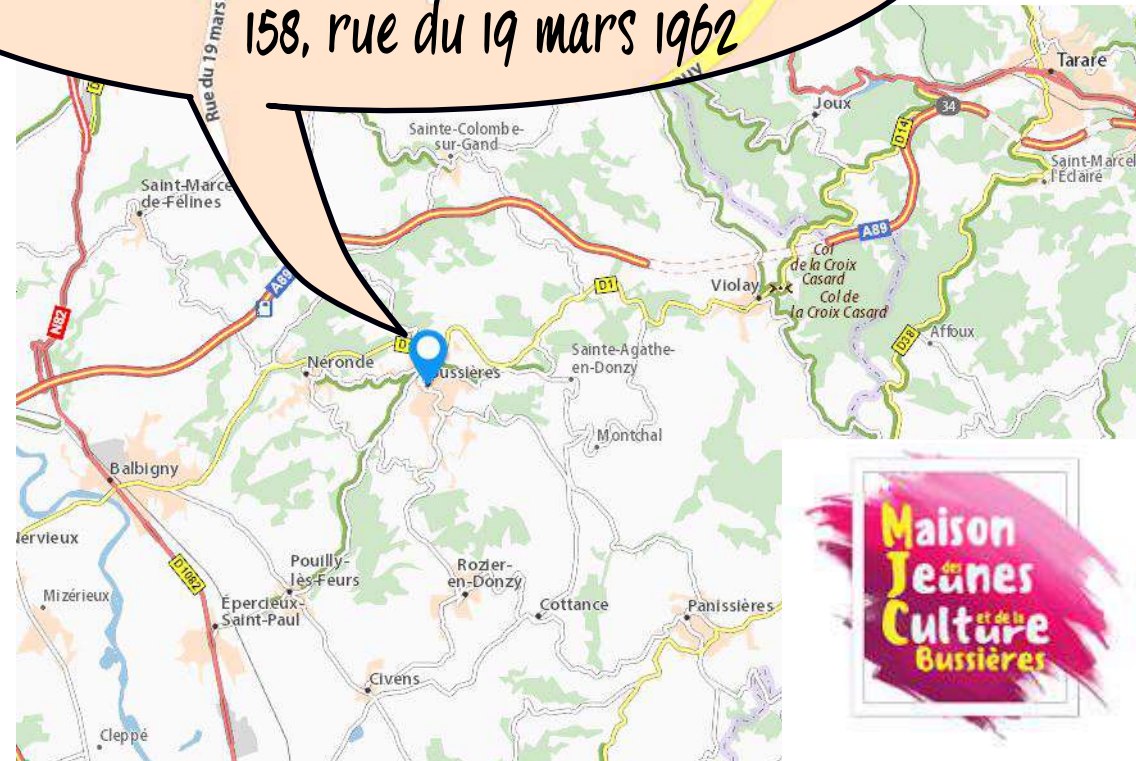 158, rue du 19 mars 1962
Rue du 19 mars
Tarare
Joux
34
D14
Sainte-Colombe-
sur-Gand
Saint-Marcel
l'Éclairé
Saint-Marce
de-Félines
A89
Col
de la Croix
Casard
A89
D1
Violay
Col de
la Croix Casard
N82
D38
Affoux
Néronde
Bussières
Sainte-Agathe-
en-Donzy
Montchal
Balbigny
Maison
des
Jeunes
et de la
Culture
Bussières
Nervieux
D1082
Pouilly-
lès-Feurs
Rozier-
en-Donzy
Mizérieux
Épercieux-
Saint-Paul
Cottance
Panissières
Civens
Cleppé